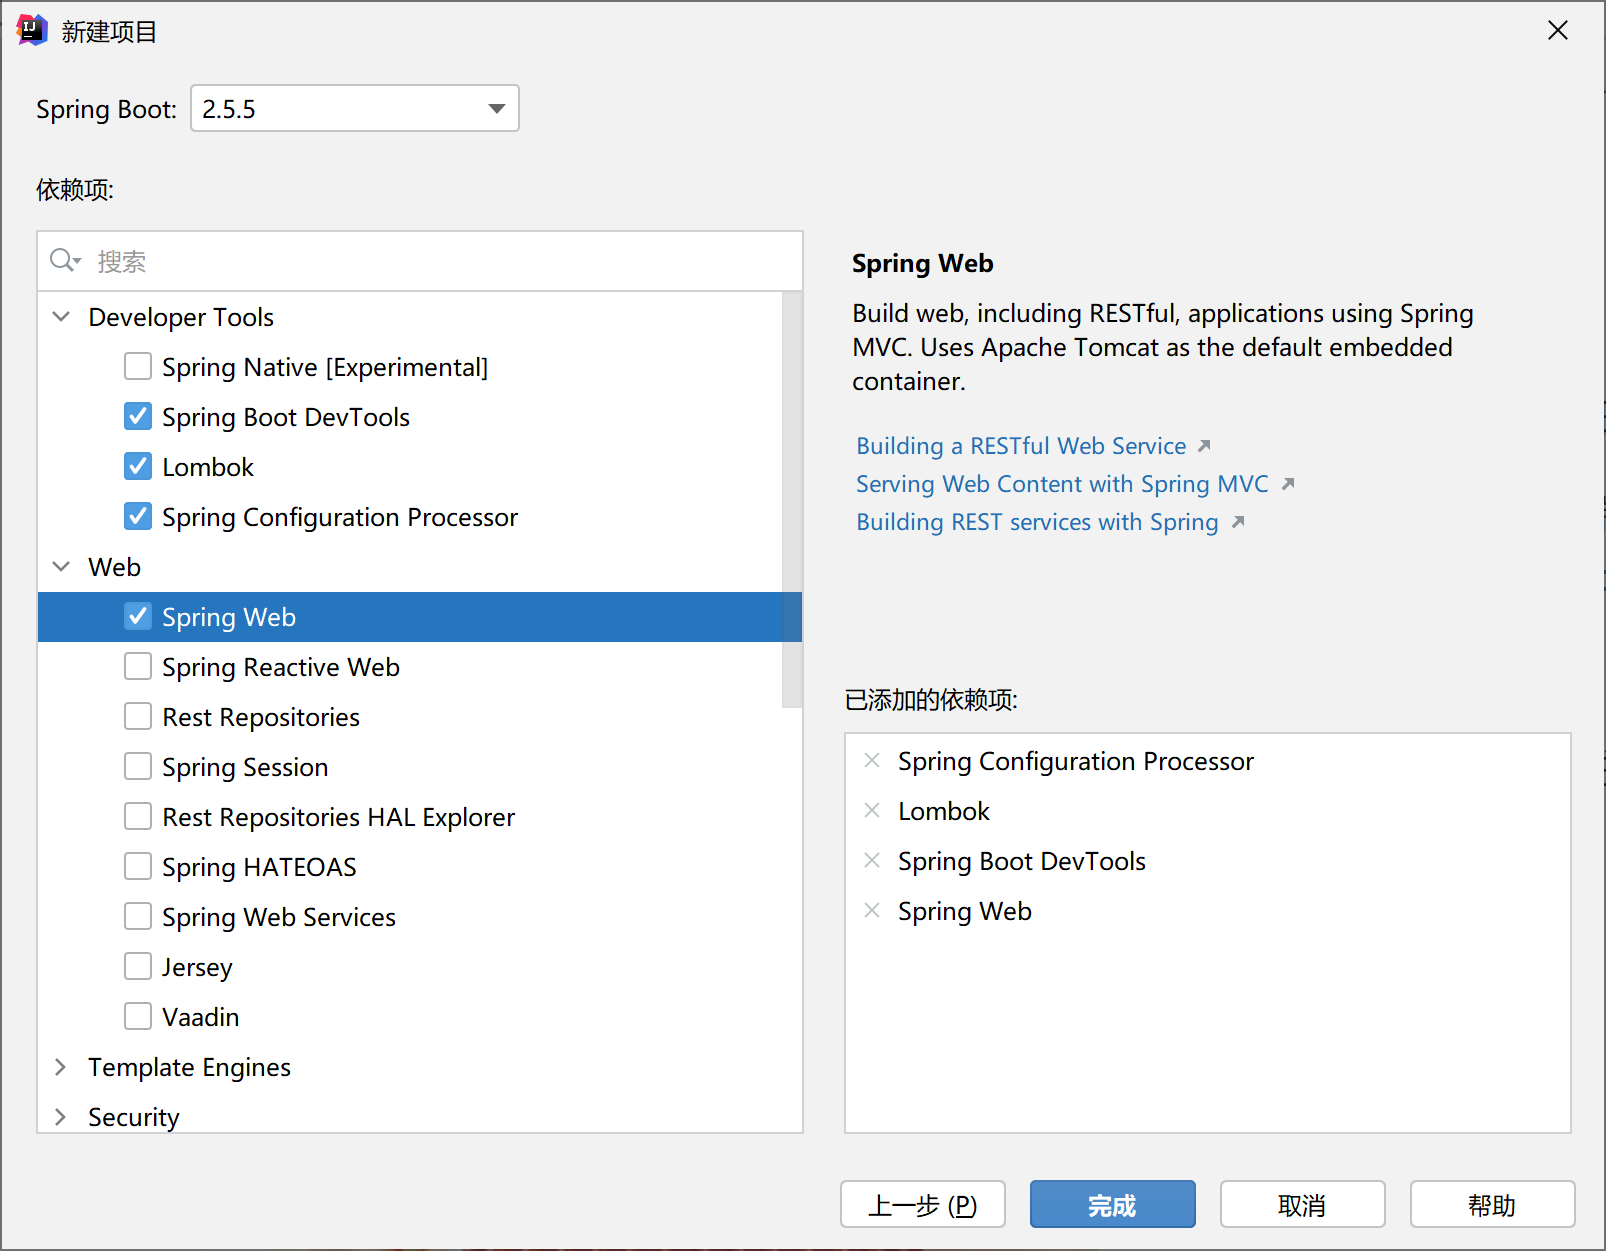 新建项目
Spring Boot: 2.5.5
依赖项:
搜索
Developer Tools
Spring Native [Experimental]
Spring Boot DevTools
Lombok
Spring Configuration Processor
Web
Spring Web
Spring Reactive Web
Rest Repositories
Spring Session
Rest Repositories HAL Explorer
Spring HATEOAS
Spring Web Services
Jersey
Vaadin
Template Engines
Security
Spring Web
Build web, including RESTful, applications using Spring
MVC. Uses Apache Tomcat as the default embedded
container.
Building a RESTful Web Service
Serving Web Content with Spring MVC
Building REST services with Spring
已添加的依赖项:
Spring Configuration Processor
Lombok
Spring Boot DevTools
Spring Web
上一步 (P)
完成
取消
帮助